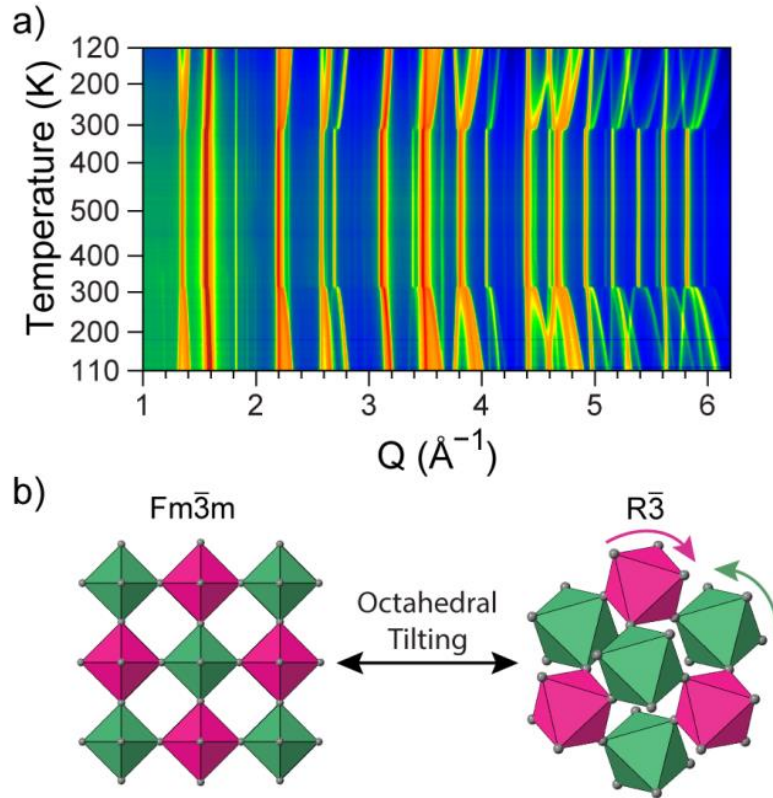 a)
120
200
300
400
500
400
300
200
110
Temperature (K)
1 2 3 4 5 6
Q (Å⁻¹)
b)
Fm3̅m
R3̅
Octahedral
Tilting